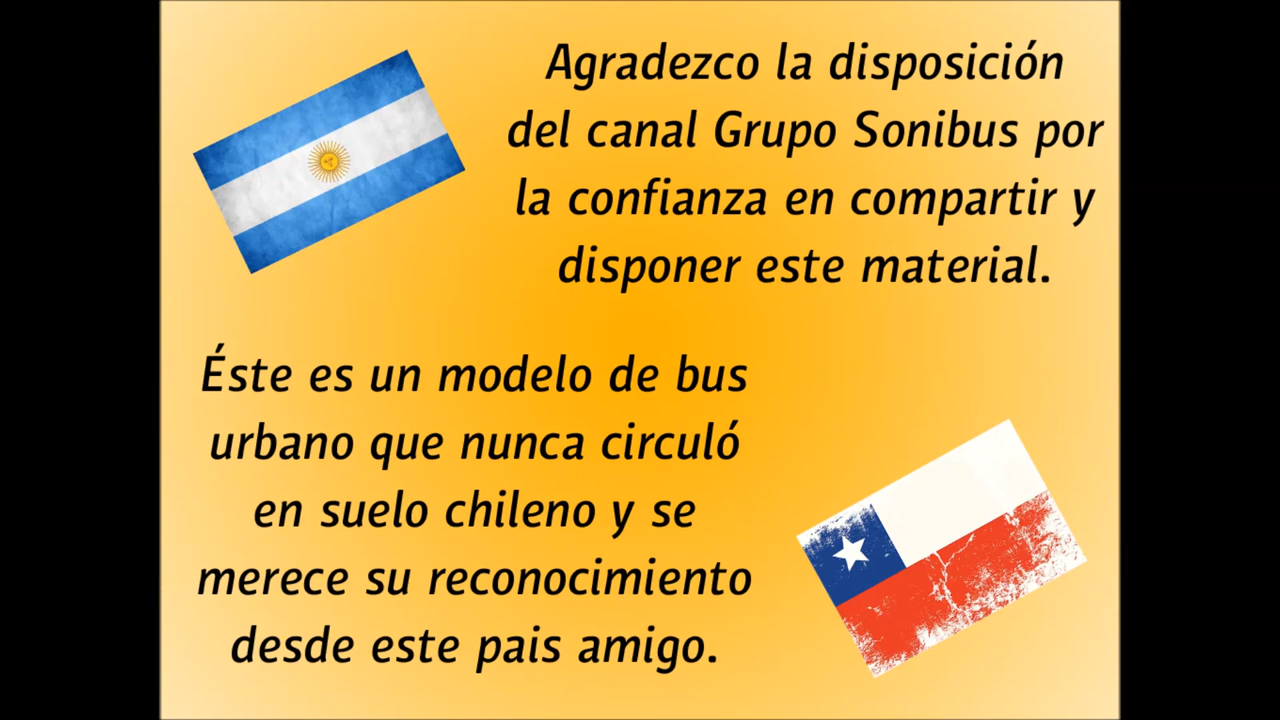 Agradezco la disposición
del canal Grupo Sonibus por
la confianza en compartir y
disponer este material.
Éste es un modelo de bus
urbano que nunca circuló
en suelo chileno y se
merece su reconocimiento
desde este pais amigo.